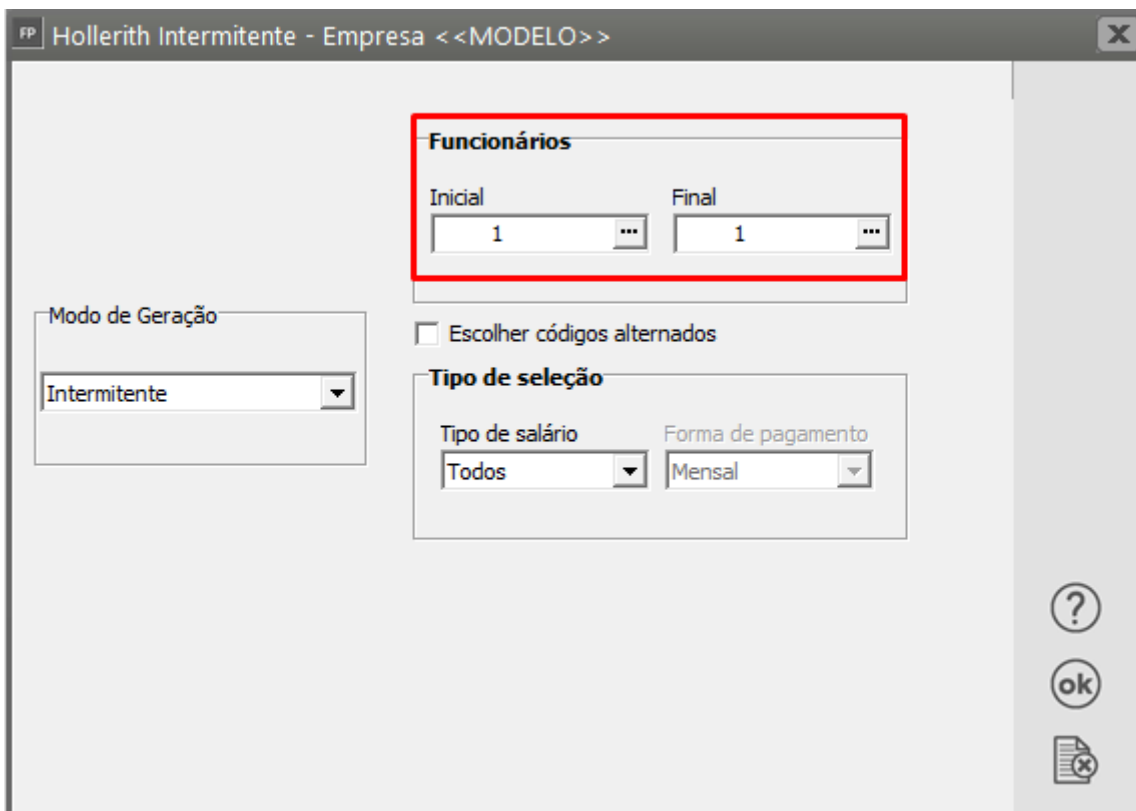 FP Hollerith Intermitente - Empresa <<MODELO>>
Funcionários
Inicial Final
1 ... 1 ...
Modo de Geração
Intermitente
Escolher códigos alternados
Tipo de seleção
Tipo de salário Forma de pagamento
Todos Mensal
?
ok